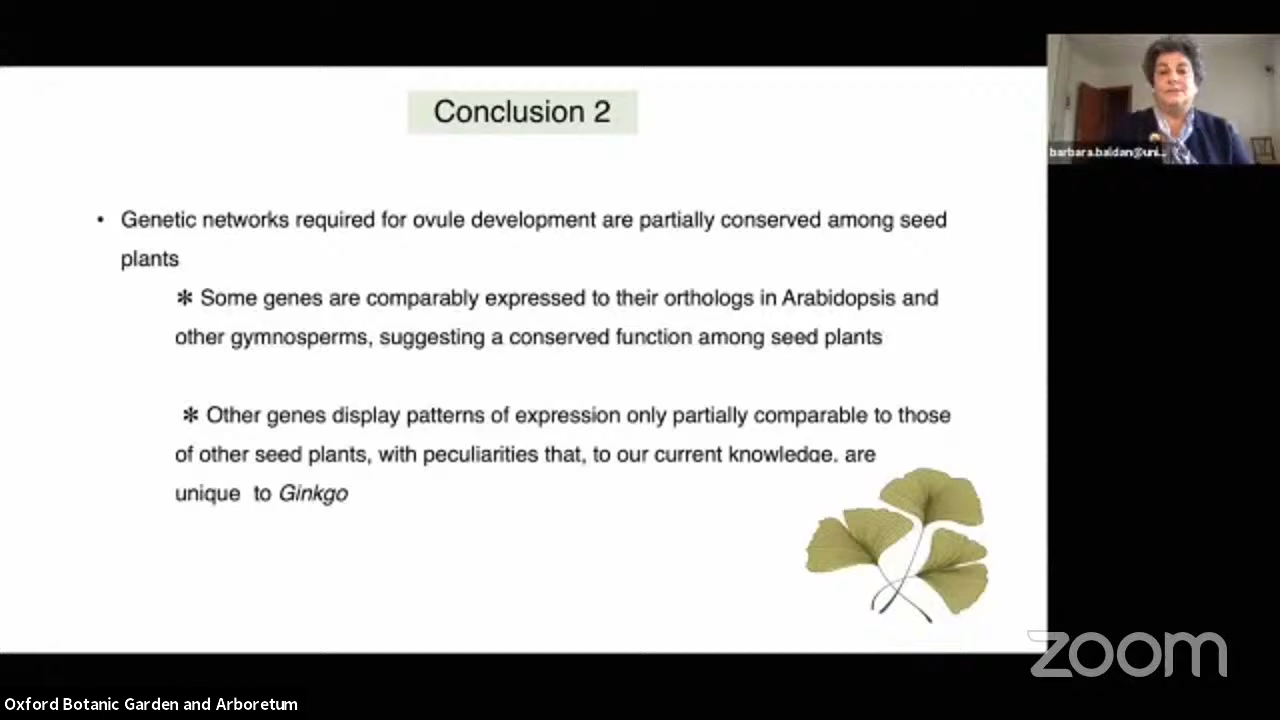 Conclusion 2
• Genetic networks required for ovule development are partially conserved among seed
plants
✻ Some genes are comparably expressed to their orthologs in Arabidopsis and
other gymnosperms, suggesting a conserved function among seed plants
✻ Other genes display patterns of expression only partially comparable to those
of other seed plants, with peculiarities that, to our current knowledge, are
unique to Ginkgo
barbara.baldan@uni...
zoom
Oxford Botanic Garden and Arboretum